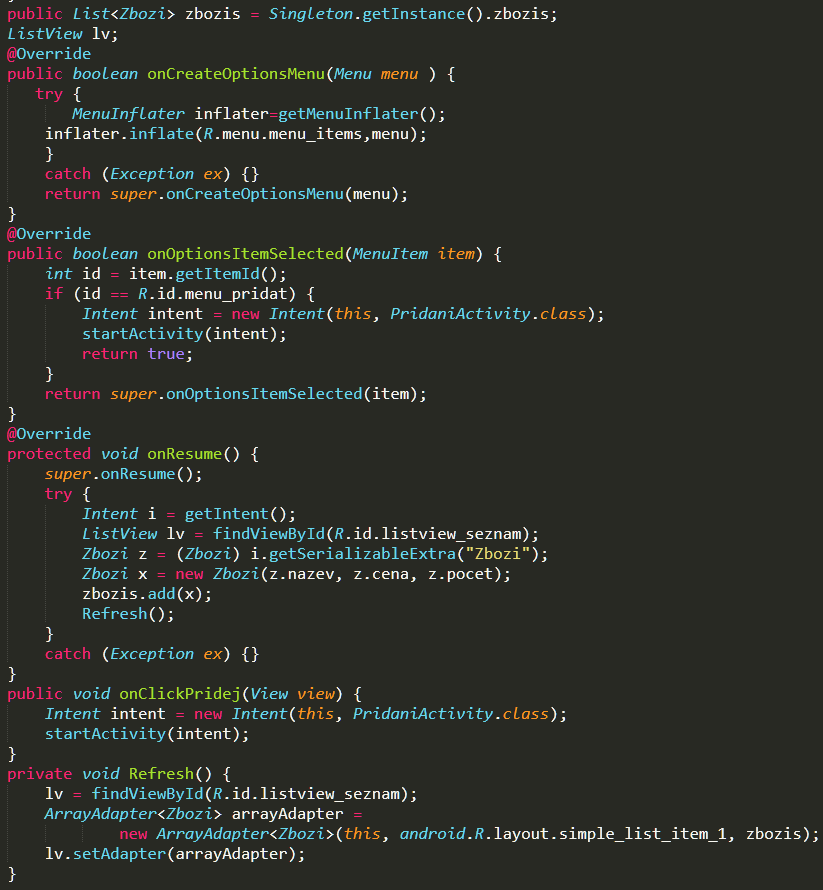 public List<Zbozi> zbozis = Singleton.getInstance().zbozis;
ListView lv;
@Override
public boolean onCreateOptionsMenu(Menu menu ) {
   try {
       MenuInflater inflater=getMenuInflater();
    inflater.inflate(R.menu.menu_items,menu);
    }
    catch (Exception ex) {}
    return super.onCreateOptionsMenu(menu);
}
@Override
public boolean onOptionsItemSelected(MenuItem item) {
    int id = item.getItemId();
    if (id == R.id.menu_pridat) {
        Intent intent = new Intent(this, PridaniActivity.class);
        startActivity(intent);
        return true;
    }
    return super.onOptionsItemSelected(item);
}
@Override
protected void onResume() {
    super.onResume();
    try {
        Intent i = getIntent();
        ListView lv = findViewById(R.id.listview_seznam);
        Zbozi z = (Zbozi) i.getSerializableExtra("Zbozi");
        Zbozi x = new Zbozi(z.nazev, z.cena, z.pocet);
        zbozis.add(x);
        Refresh();
    }
    catch (Exception ex) {}
}
public void onClickPridej(View view) {
    Intent intent = new Intent(this, PridaniActivity.class);
    startActivity(intent);
}
private void Refresh() {
    lv = findViewById(R.id.listview_seznam);
    ArrayAdapter<Zbozi> arrayAdapter =
            new ArrayAdapter<Zbozi>(this, android.R.layout.simple_list_item_1, zbozis);
    lv.setAdapter(arrayAdapter);
}